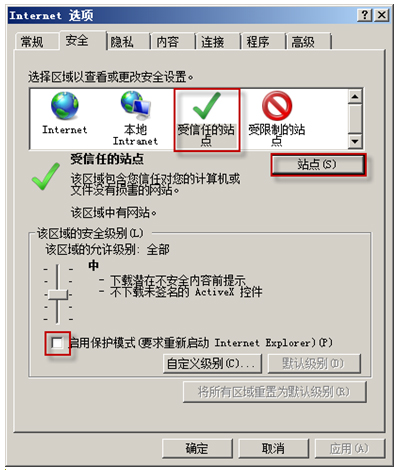 Internet 选项
常规 安全 隐私 内容 连接 程序 高级
选择区域以查看或更改安全设置。
Internet
本地
Intranet
受信任的站
点
受限制的站
点
受信任的站点
站点(S)
该区域包含您信任对您的计算机或
文件没有损害的网站。
该区域中有网站。
该区域的安全级别(L)
该区域的允许级别: 全部
中
- 下载潜在不安全内容前提示
- 不下载未签名的 ActiveX 控件
启用保护模式(要求重新启动 Internet Explorer)(P)
自定义级别(C)... 默认级别(D)
将所有区域重置为默认级别(R)
确定 取消 应用(A)